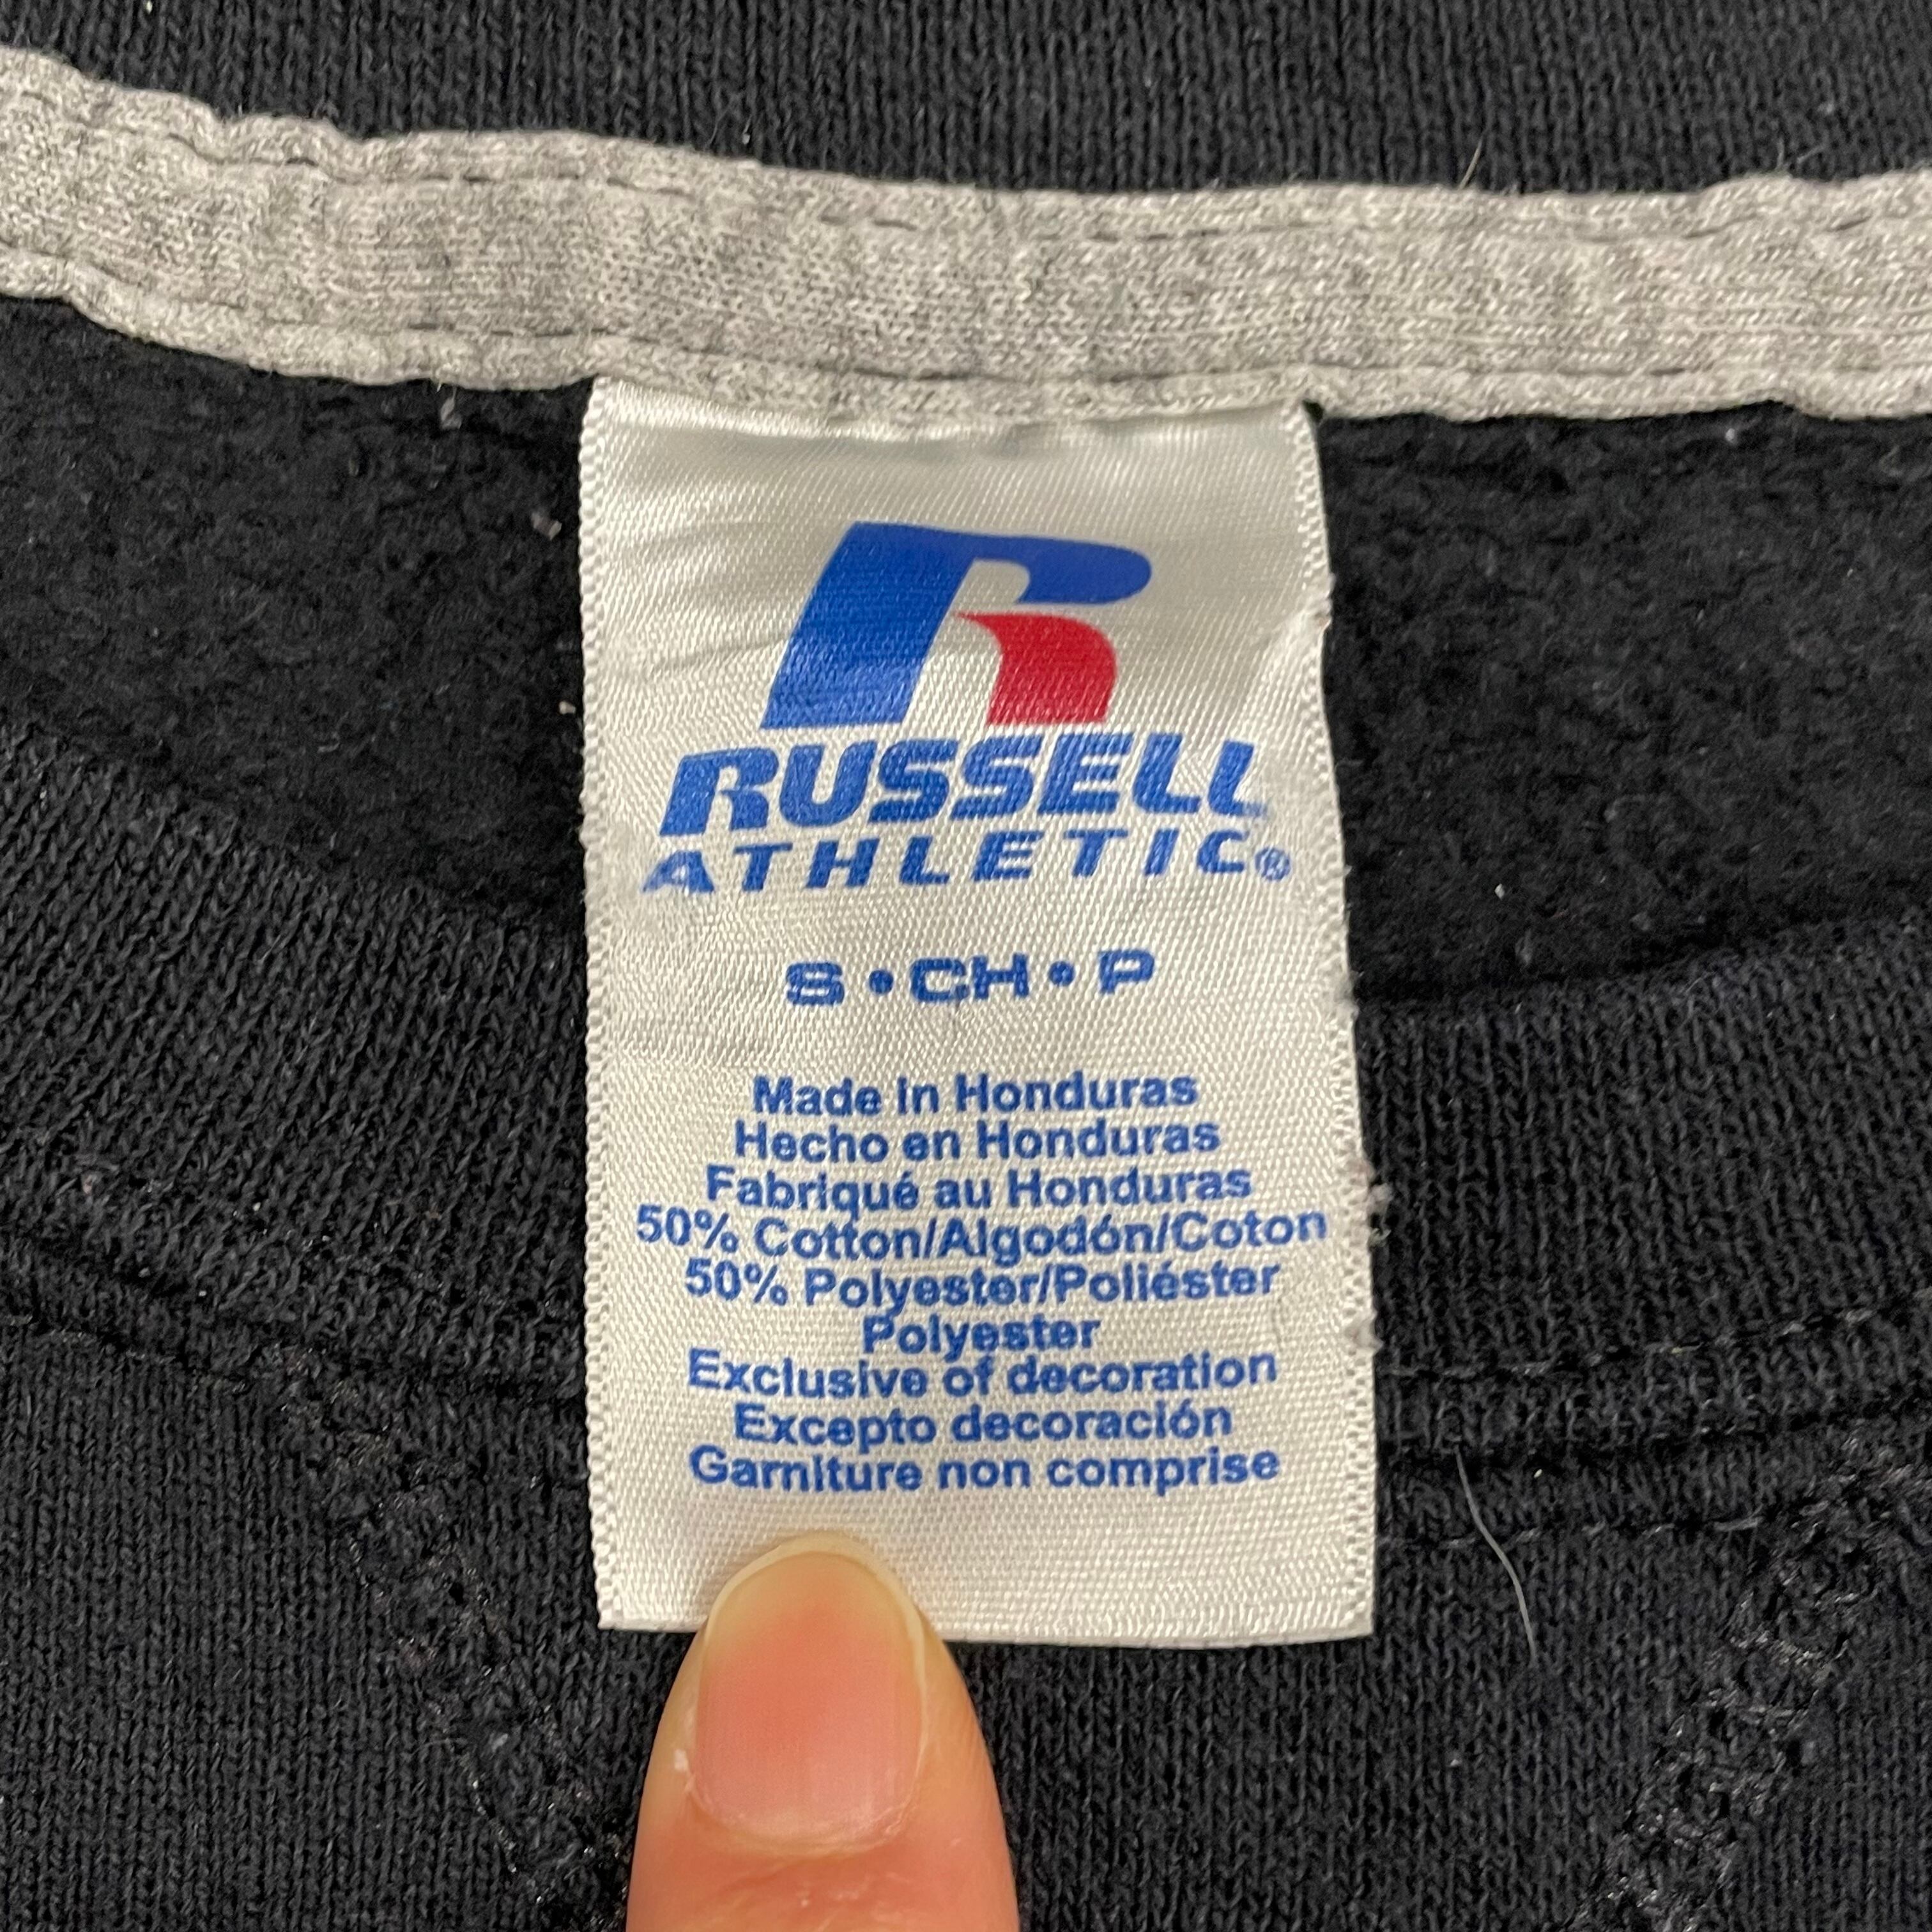 RUSSELL
ATHLETIC®
S • CH • P
Made in Honduras
Hecho en Honduras
Fabriqué au Honduras
50% Cotton/Algodón/Coton
50% Polyester/Poliéster
Polyester
Exclusive of decoration
Excepto decoración
Garniture non comprise